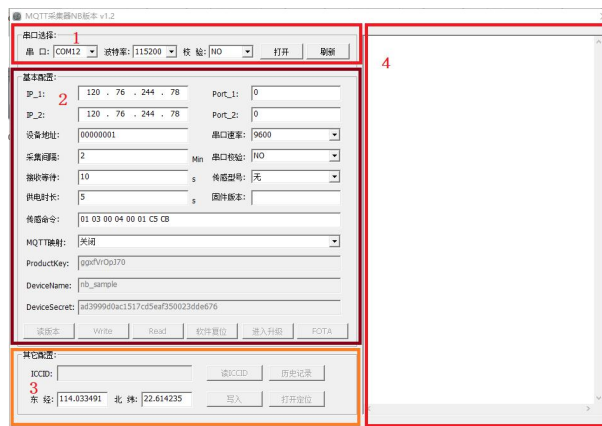 MQTT采集器NB版本 v1.2
串口选择:
1
串 口: COM12 波特率: 115200 校 验: NO 打开 刷新
4
基本配置:
2
IP_1: 120 . 76 . 244 . 78 Port_1: 0
IP_2: 120 . 76 . 244 . 78 Port_2: 0
设备地址: 00000001 串口速率: 9600
采集间隔: 2 Min 串口校验: NO
接收等待: 10 s 传感型号: 无
供电时长: 5 s 固件版本:
传感命令: 01 03 00 04 00 01 C5 CB
MQTT映射: 关闭
ProductKey: ggxfVrOpJ70
DeviceName: nb_sample
DeviceSecret: ad3999d0ac1517cd5eaf350023dde676
读版本 Write Read 软件置位 进入升级 FOTA
其它配置:
ICCID: 读ICCID 历史记录
3
东 经: 114.033491 北 纬: 22.614235 写入 打开定位